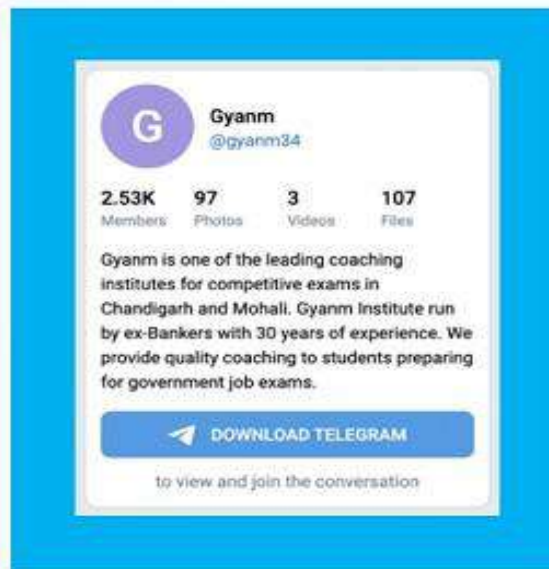 G
Gyanm
@gyanm34
2.53K 97 3 107
Members Photos Videos Files
Gyanm is one of the leading coaching
institutes for competitive exams in
Chandigarh and Mohali. Gyanm Institute run
by ex-Bankers with 30 years of experience. We
provide quality coaching to students preparing
for government job exams.
DOWNLOAD TELEGRAM
to view and join the conversation